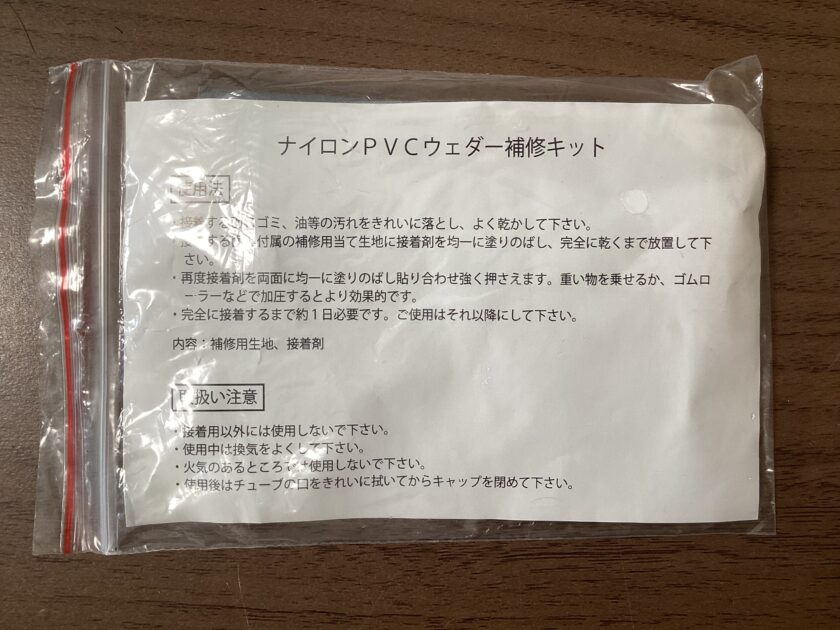 ナイロンＰＶＣウェダー補修キット
使用法
・接着する面のゴミ、油等の汚れをきれいに落とし、よく乾かして下さい。
・接着する面、付属の補修用当て生地に接着剤を均一に塗りのばし、完全に乾くまで放置して下
さい。
・再度接着剤を両面に均一に塗りのばし貼り合わせ強く押さえます。重い物を乗せるか、ゴムロ
ーラーなどで加圧するとより効果的です。
・完全に接着するまで約１日必要です。ご使用はそれ以降にして下さい。
内容：補修用生地、接着剤
取扱い注意
・接着用以外には使用しないで下さい。
・使用中は換気をよくして下さい。
・火気のあるところでは使用しないで下さい。
・使用後はチューブの口をきれいに拭いてからキャップを閉めて下さい。